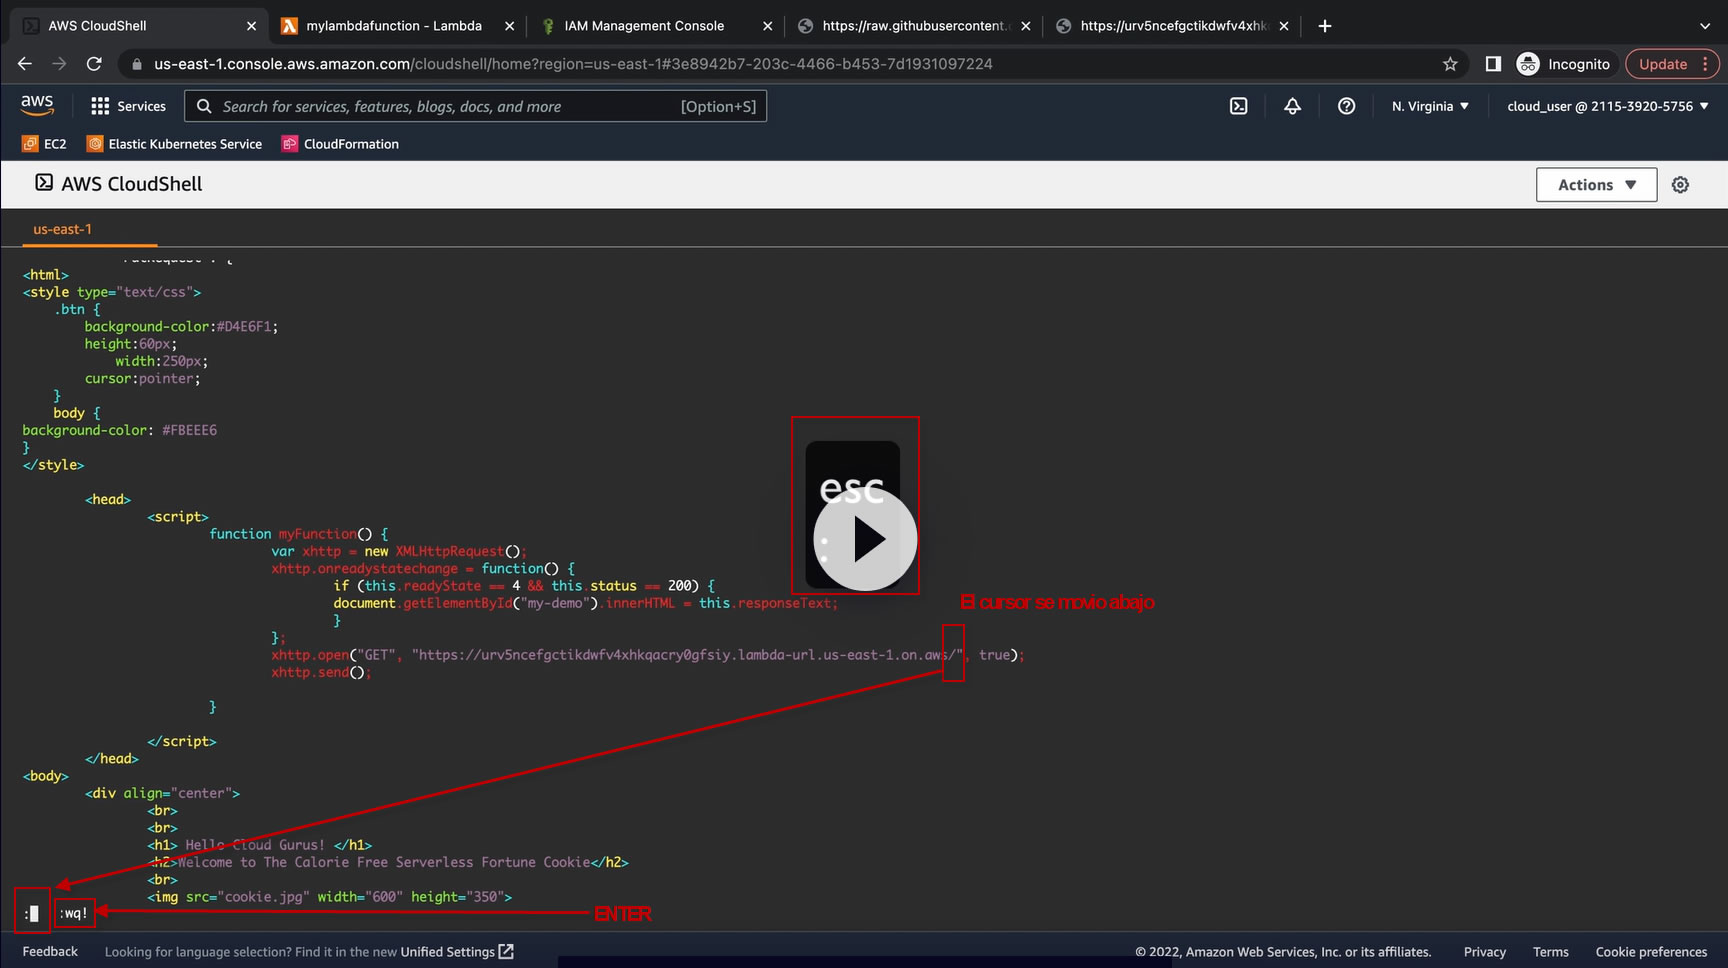 AWS CloudShell
mylambdafunction - Lambda
IAM Management Console
https://raw.githubusercontent.
https://urv5ncefgctikdwfv4xhk
us-east-1.console.aws.amazon.com/cloudshell/home?region=us-east-1#3e8942b7-203c-4466-b453-7d1931097224
Incognito
Update
aws
Services
Search for services, features, blogs, docs, and more
[Option+S]
N. Virginia
cloud_user @ 2115-3920-5756
EC2
Elastic Kubernetes Service
CloudFormation
AWS CloudShell
Actions
us-east-1
<html>
<style type="text/css">
.btn {
background-color:#D4E6F1;
height:60px;
width:250px;
cursor:pointer;
}
body {
background-color: #FBEEE6
}
</style>
<head>
<script>
function myFunction() {
var xhttp = new XMLHttpRequest();
xhttp.onreadystatechange = function() {
if (this.readyState == 4 && this.status == 200) {
document.getElementById("my-demo").innerHTML = this.responseText;
}
};
xhttp.open("GET", "https://urv5ncefgctikdwfv4xhkqacry0gfsiy.lambda-url.us-east-1.on.aws/", true);
xhttp.send();
}
</script>
</head>
<body>
<div align="center">
<br>
<br>
<h1> Hello Cloud Gurus! </h1>
<h2>Welcome to The Calorie Free Serverless Fortune Cookie</h2>
<br>
<img src="cookie.jpg" width="600" height="350">
esc
:
El cursor se movio abajo
:
:wq!
ENTER
Feedback
Looking for language selection? Find it in the new Unified Settings
© 2022, Amazon Web Services, Inc. or its affiliates.
Privacy
Terms
Cookie preferences